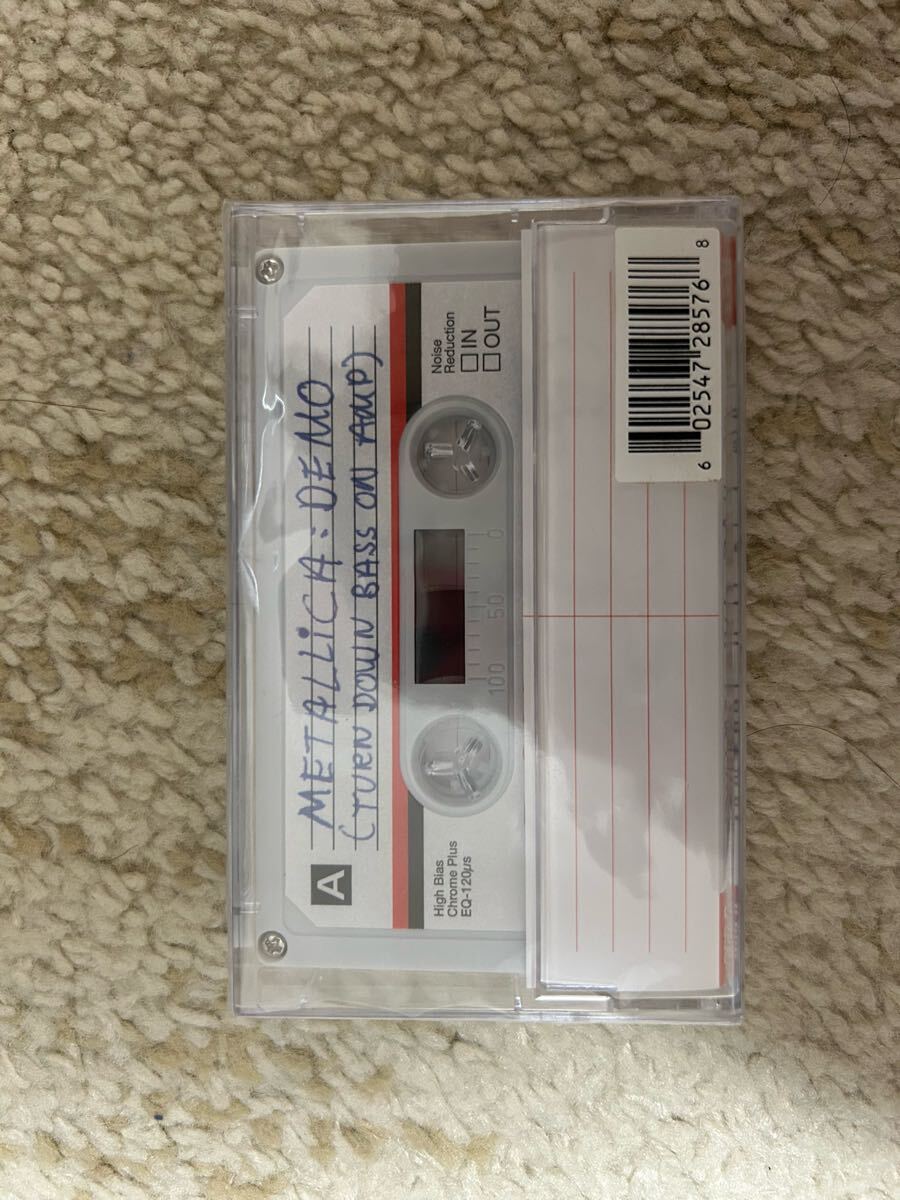 METALLiCA: DEMO
(TURN DOWN BASS ON AMP)
A
High Bias
Chrome Plus
EQ-120µs
100 50 0
Noise
Reduction
IN
OUT
6 02547 28576 8